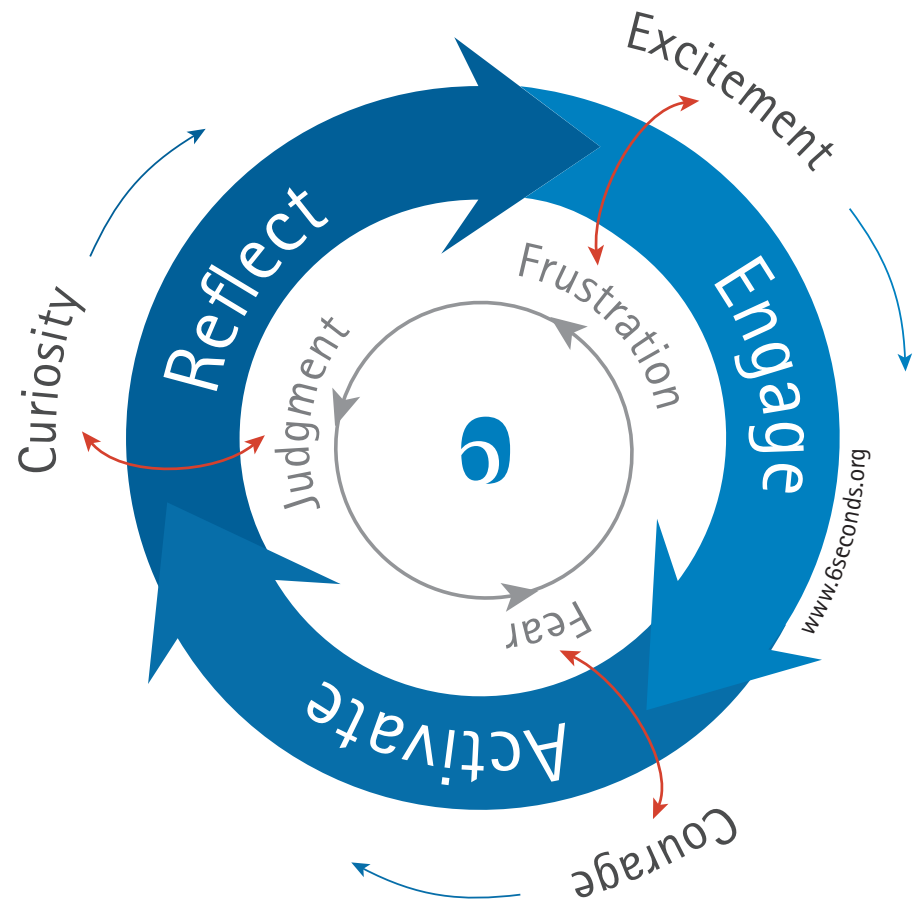 Excitement
Engage
Frustration
www.6seconds.org
Courage
Activate
Fear
Curiosity
Reflect
Judgment
6